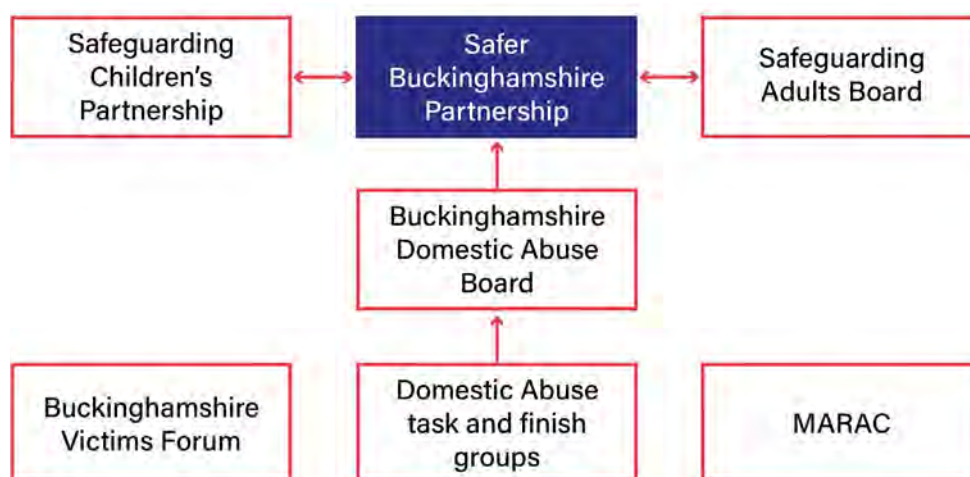 Safeguarding
Children's
Partnership
Safer
Buckinghamshire
Partnership
Safeguarding
Adults Board
Buckinghamshire
Domestic Abuse
Board
Buckinghamshire
Victims Forum
Domestic Abuse
task and finish
groups
MARAC